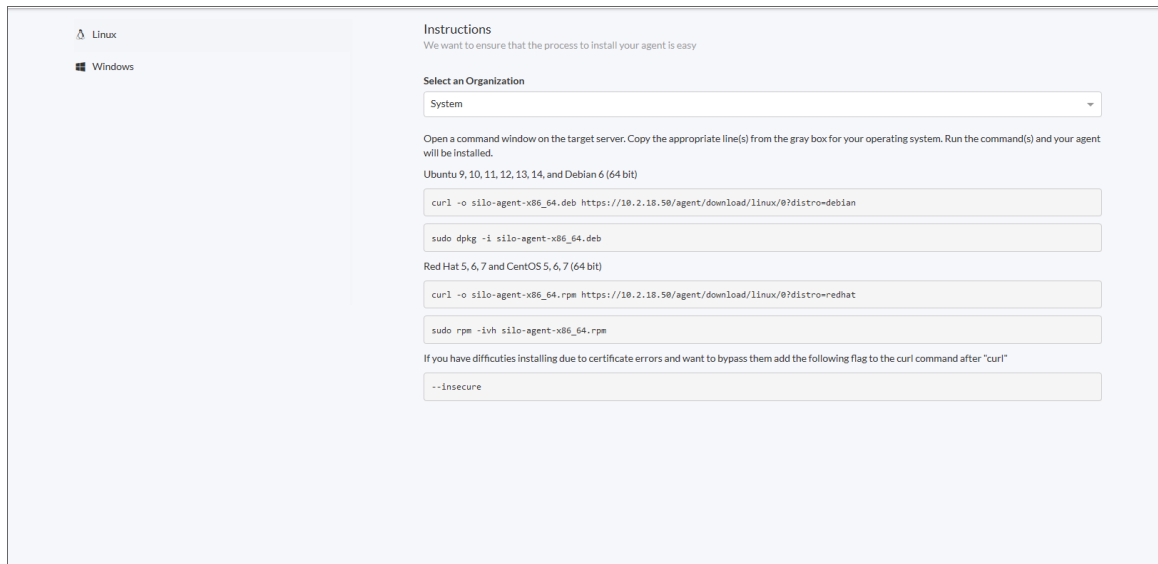 Linux
Windows
Instructions
We want to ensure that the process to install your agent is easy
Select an Organization
System
Open a command window on the target server. Copy the appropriate line(s) from the gray box for your operating system. Run the command(s) and your agent
will be installed.
Ubuntu 9, 10, 11, 12, 13, 14, and Debian 6 (64 bit)
curl -o silo-agent-x86_64.deb https://10.2.18.50/agent/download/linux/0?distro=debian
sudo dpkg -i silo-agent-x86_64.deb
Red Hat 5, 6, 7 and CentOS 5, 6, 7 (64 bit)
curl -o silo-agent-x86_64.rpm https://10.2.18.50/agent/download/linux/0?distro=redhat
sudo rpm -ivh silo-agent-x86_64.rpm
If you have difficuties installing due to certificate errors and want to bypass them add the following flag to the curl command after "curl"
--insecure